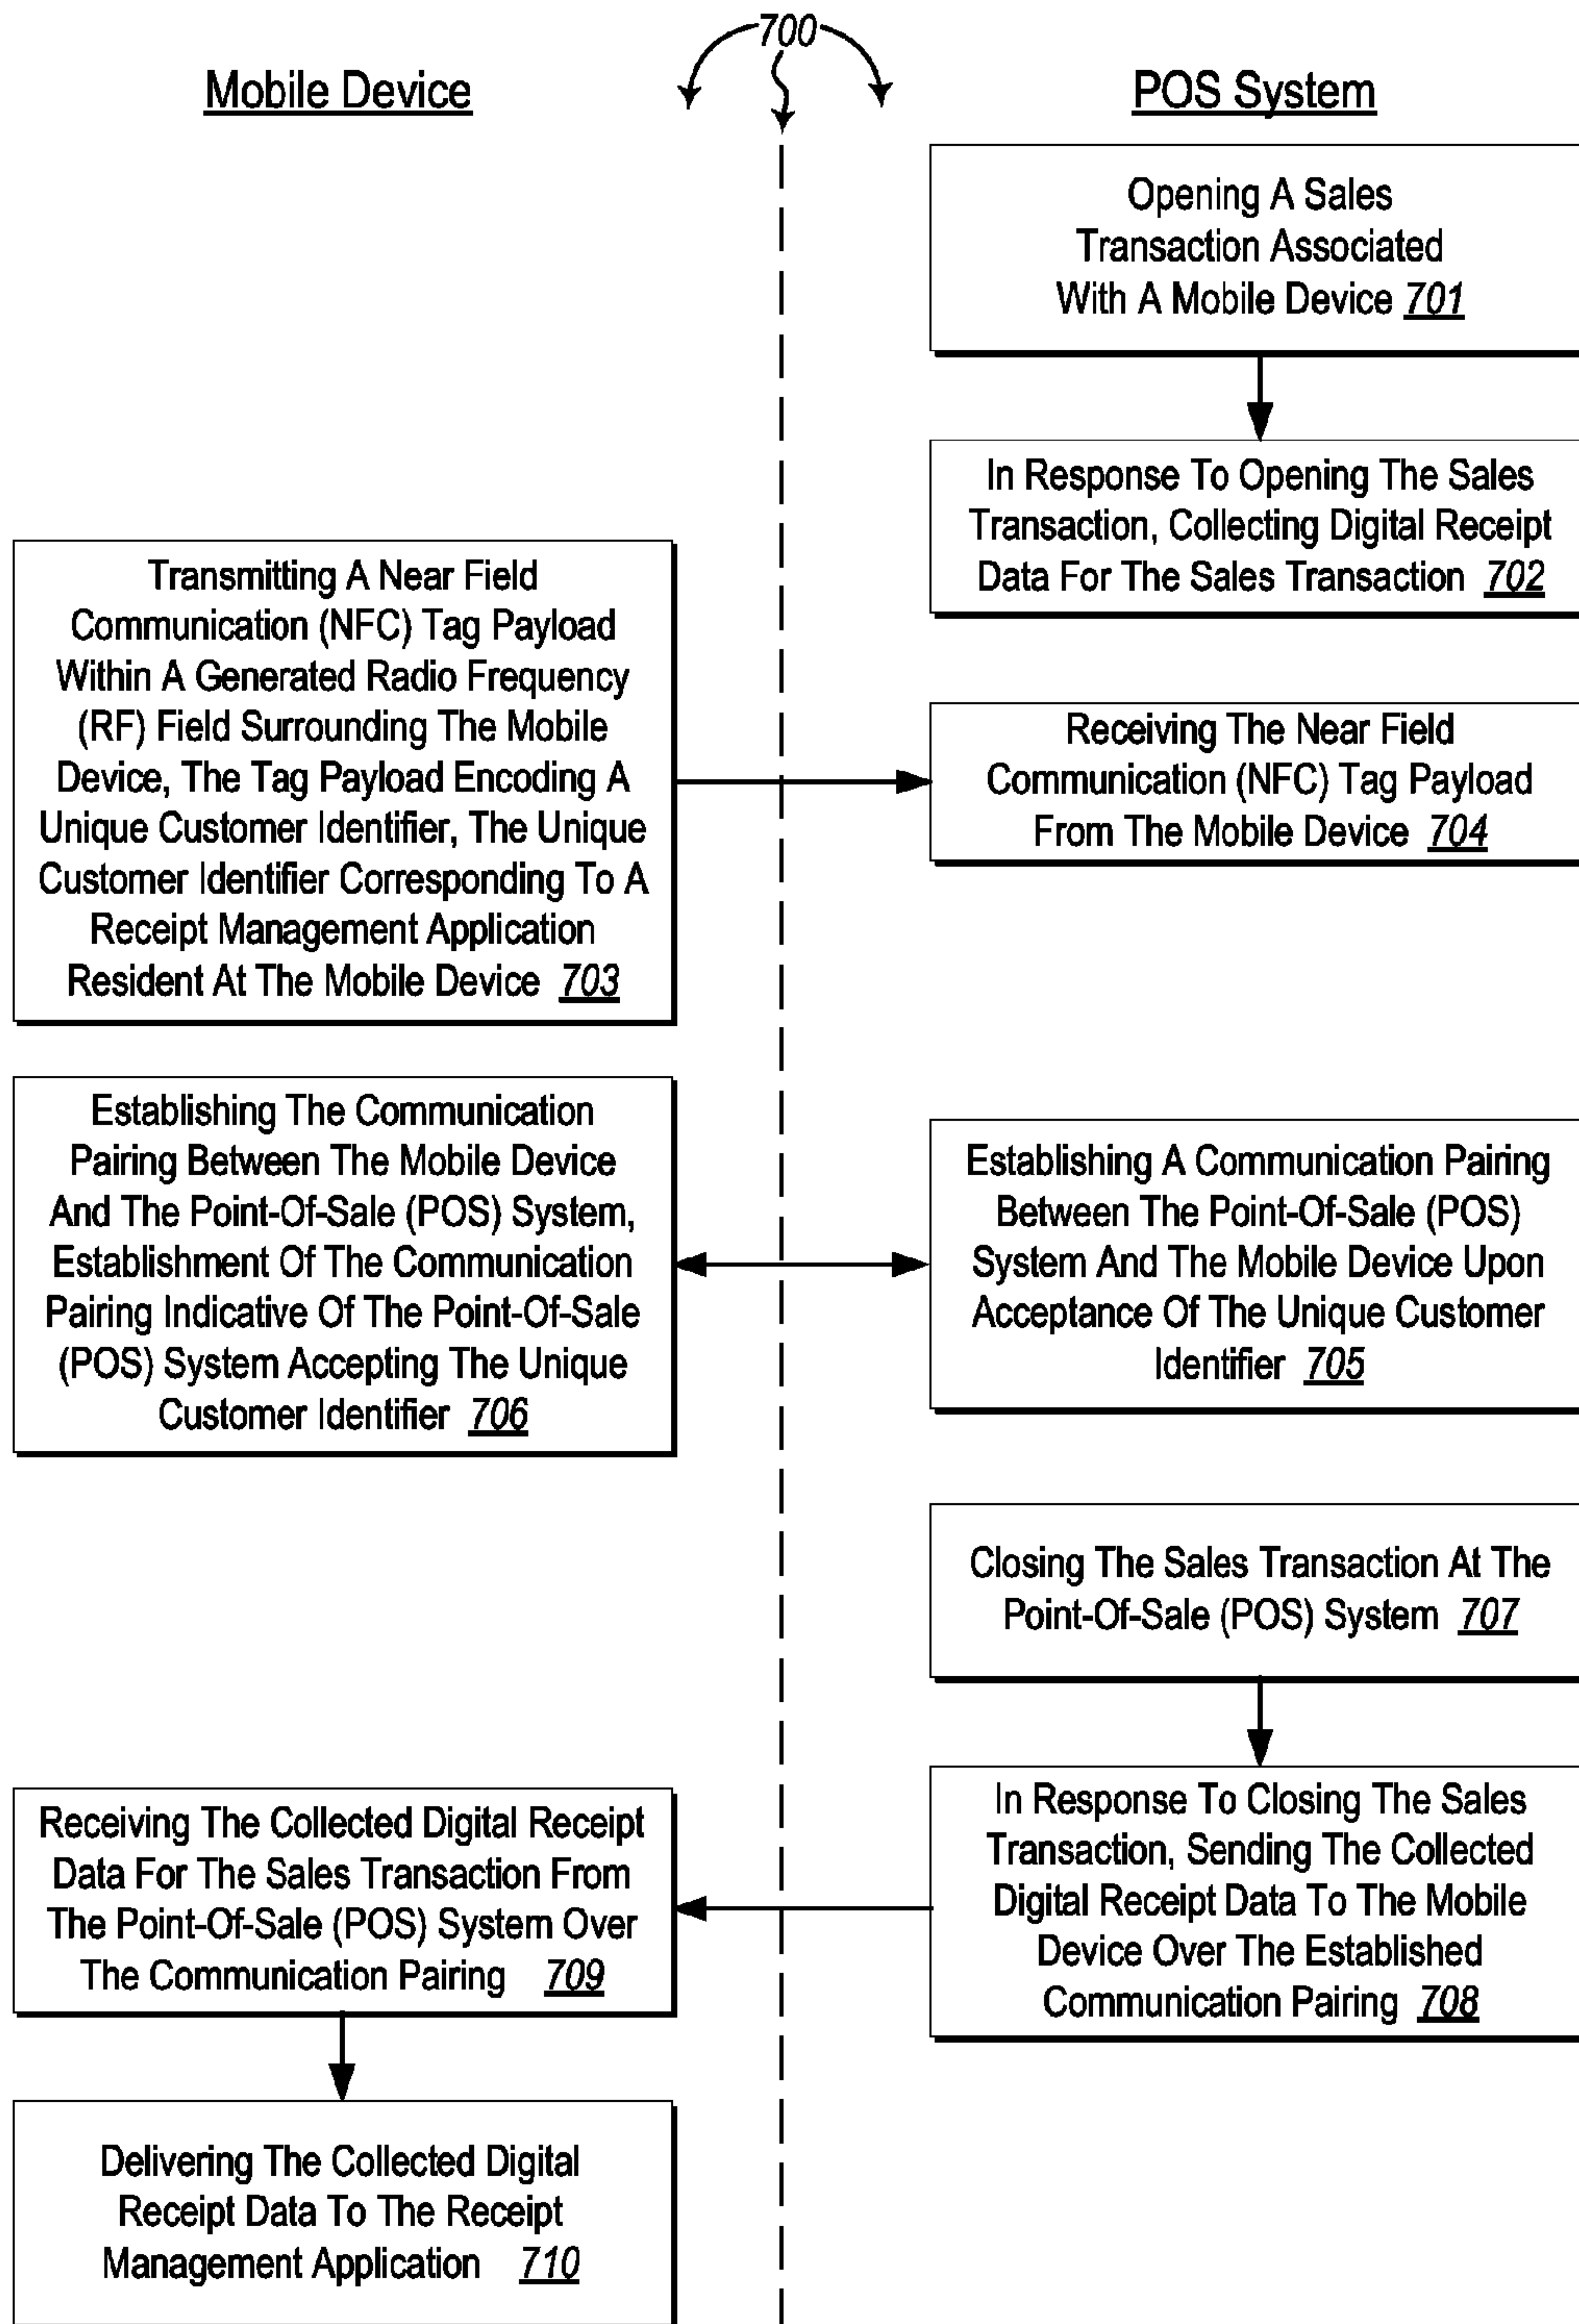 700
Mobile Device
POS System
Opening A Sales
Transaction Associated
With A Mobile Device 701
In Response To Opening The Sales
Transaction, Collecting Digital Receipt
Data For The Sales Transaction 702
Transmitting A Near Field
Communication (NFC) Tag Payload
Within A Generated Radio Frequency
(RF) Field Surrounding The Mobile
Device, The Tag Payload Encoding A
Unique Customer Identifier, The Unique
Customer Identifier Corresponding To A
Receipt Management Application
Resident At The Mobile Device 703
Receiving The Near Field
Communication (NFC) Tag Payload
From The Mobile Device 704
Establishing The Communication
Pairing Between The Mobile Device
And The Point-Of-Sale (POS) System,
Establishment Of The Communication
Pairing Indicative Of The Point-Of-Sale
(POS) System Accepting The Unique
Customer Identifier 706
Establishing A Communication Pairing
Between The Point-Of-Sale (POS)
System And The Mobile Device Upon
Acceptance Of The Unique Customer
Identifier 705
Closing The Sales Transaction At The
Point-Of-Sale (POS) System 707
In Response To Closing The Sales
Transaction, Sending The Collected
Digital Receipt Data To The Mobile
Device Over The Established
Communication Pairing 708
Receiving The Collected Digital Receipt
Data For The Sales Transaction From
The Point-Of-Sale (POS) System Over
The Communication Pairing 709
Delivering The Collected Digital
Receipt Data To The Receipt
Management Application 710